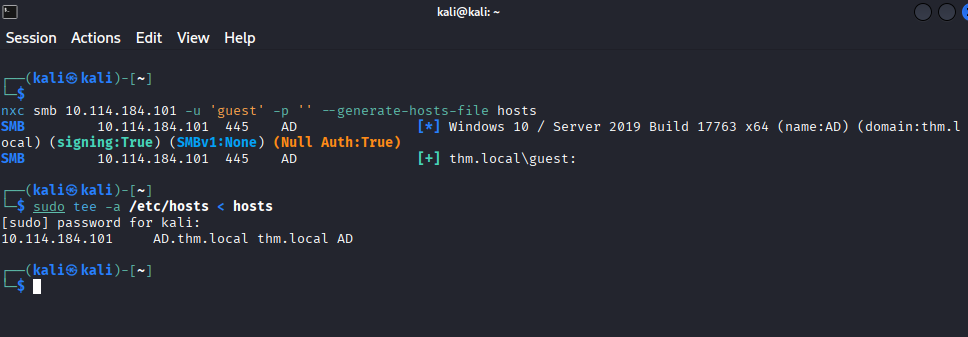 kali@kali: ~
Session Actions Edit View Help
┌──(kali㉿kali)-[~]
└─$
nxc smb 10.114.184.101 -u 'guest' -p '' --generate-hosts-file hosts
SMB 10.114.184.101 445 AD [*] Windows 10 / Server 2019 Build 17763 x64 (name:AD) (domain:thm.l
ocal) (signing:True) (SMBv1:None) (Null Auth:True)
SMB 10.114.184.101 445 AD [+] thm.local\guest:
┌──(kali㉿kali)-[~]
└─$ sudo tee -a /etc/hosts < hosts
[sudo] password for kali:
10.114.184.101 AD.thm.local thm.local AD
┌──(kali㉿kali)-[~]
└─$